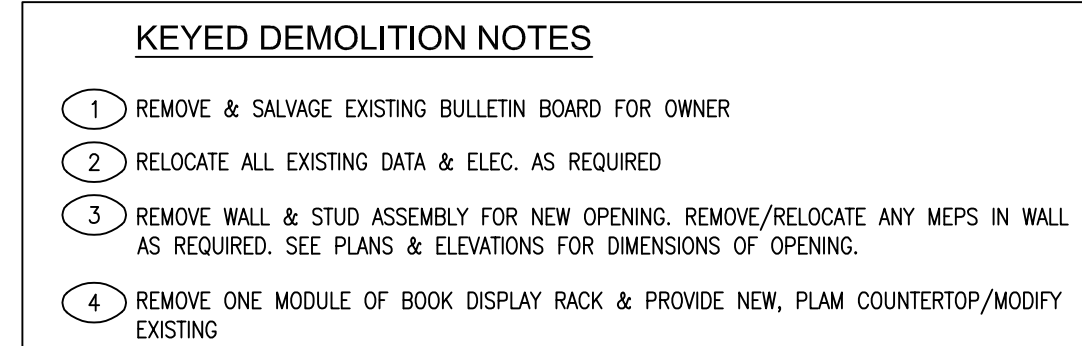 KEYED DEMOLITION NOTES
1 REMOVE & SALVAGE EXISTING BULLETIN BOARD FOR OWNER
2 RELOCATE ALL EXISTING DATA & ELEC. AS REQUIRED
3 REMOVE WALL & STUD ASSEMBLY FOR NEW OPENING. REMOVE/RELOCATE ANY MEPS IN WALL
AS REQUIRED. SEE PLANS & ELEVATIONS FOR DIMENSIONS OF OPENING.
4 REMOVE ONE MODULE OF BOOK DISPLAY RACK & PROVIDE NEW, PLAM COUNTERTOP/MODIFY
EXISTING